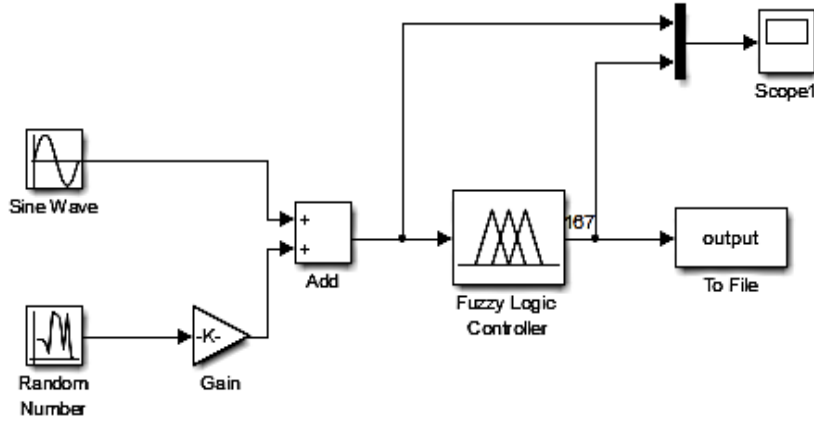 Scope1
Sine Wave
+
+
Add
167
Fuzzy Logic
Controller
output
To File
-K-
Gain
Random
Number